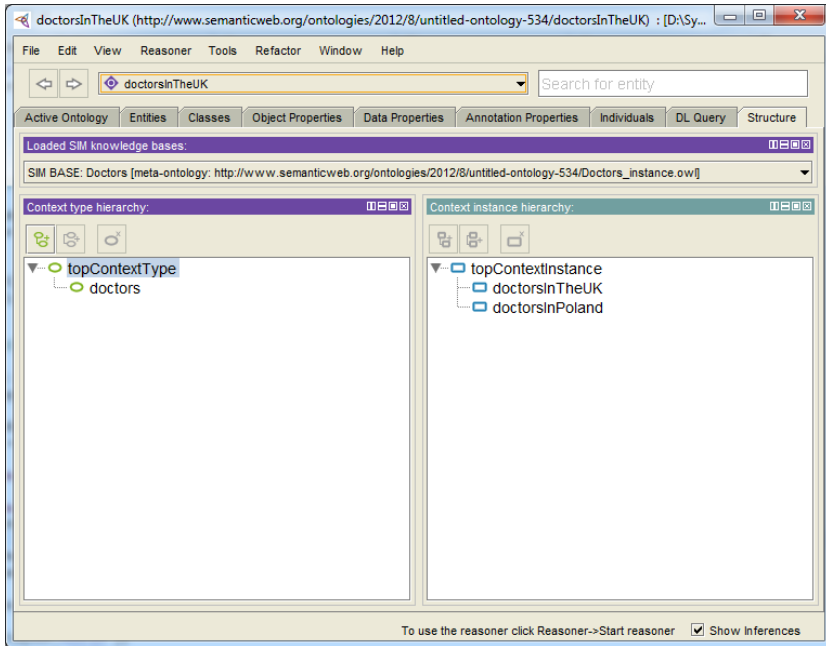 doctorsInTheUK (http://www.semanticweb.org/ontologies/2012/8/untitled-ontology-534/doctorsInTheUK) : [D:\Sy...
File Edit View Reasoner Tools Refactor Window Help
doctorsInTheUK
Search for entity
Active Ontology Entities Classes Object Properties Data Properties Annotation Properties Individuals DL Query Structure
Loaded SIM knowledge bases:
SIM BASE: Doctors [meta-ontology: http://www.semanticweb.org/ontologies/2012/8/untitled-ontology-534/Doctors_instance.owl]
Context type hierarchy:
topContextType
doctors
Context instance hierarchy:
topContextInstance
doctorsInTheUK
doctorsInPoland
To use the reasoner click Reasoner->Start reasoner Show Inferences